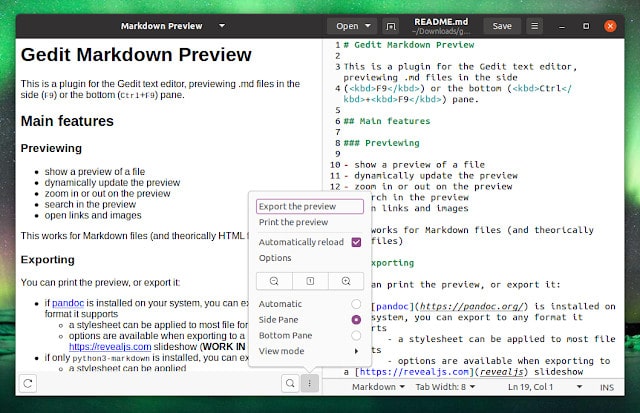 Markdown Preview
Open
README.md
~/Downloads/g...
Save
Gedit Markdown Preview
This is a plugin for the Gedit text editor,
previewing .md files in the
side (F9) or the bottom (Ctrl+F9) pane.
Main features
Previewing
• show a preview of a file
• dynamically update the preview
• zoom in or out on the preview
• search in the preview
• open links and images
This works for Markdown files (and theorically HTML f
Exporting
You can print the preview, or export it:
• if pandoc is installed on your system, you can ex
format it supports
a stylesheet can be applied to most file for
options are available when exporting to a
https://revealjs.com slideshow (WORK IN
• if only python3-markdown is installed, you can ex
a stylesheet can be applied
Export the preview
Print the preview
Automatically reload
Options
1
Automatic
Side Pane
Bottom Pane
View mode
1 # Gedit Markdown Preview
2
3 This is a plugin for the Gedit text editor,
previewing .md files in the side
4 (<kbd>F9</kbd>) or the bottom (<kbd>Ctrl</
kbd>+<kbd>F9</kbd>) pane.
5
6 ## Main features
7
8 ### Previewing
9
10 - show a preview of a file
11 - dynamically update the preview
12 - zoom in or out on the preview
earch in the preview
en links and images
works for Markdown files (and theorically
files)
xporting
an print the preview, or export it:
[pandoc](https://pandoc.org/) is installed on
system, you can export to any format it
rts
- a stylesheet can be applied to most file
- options are available when exporting to
a [https://revealjs.com](revealjs) slideshow
Markdown
Tab Width: 8
Ln 19, Col 1
INS